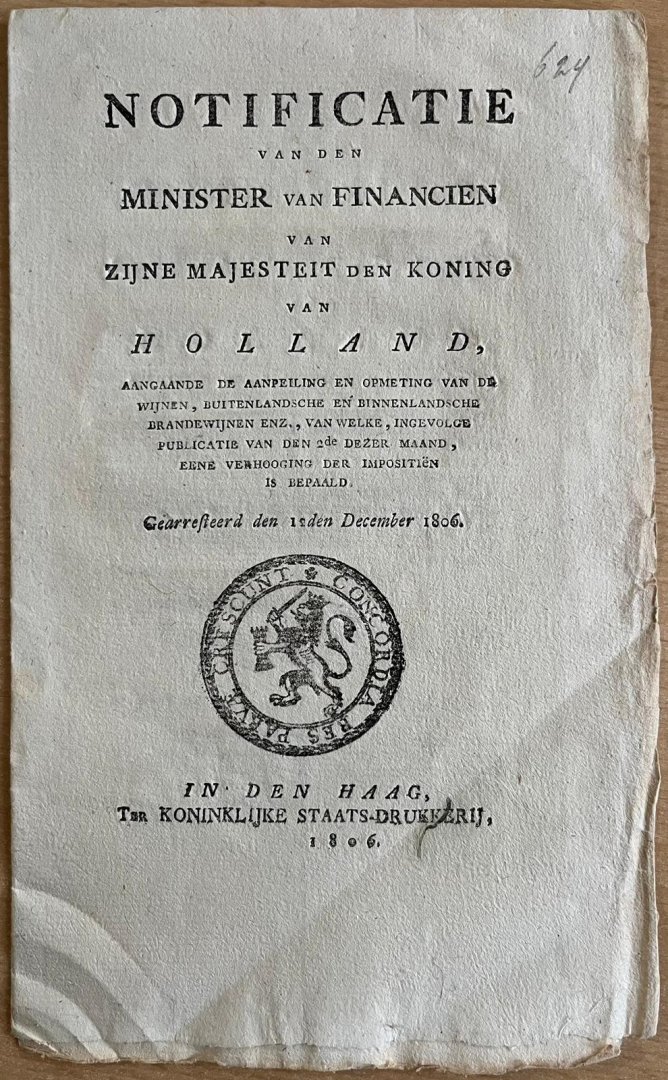 624
NOTIFICATIE
VAN DEN
MINISTER VAN FINANCIEN
VAN
ZIJNE MAJESTEIT DEN KONING
VAN
HOLLAND,
AANGAANDE DE AANPEILING EN OPMETING VAN DE
WIJNEN, BUITENLANDSCHE EN BINNENLANDSCHE
BRANDEWIJNEN ENZ., VAN WELKE, INGEVOLGE
PUBLICATIE VAN DEN 2de DEZER MAAND,
EENE VERHOOGING DER IMPOSITIËN
IS BEPAALD.
Gearresteerd den 12den December 1806.
CONCORDIA RES PARVÆ CRESCUNT
IN DEN HAAG,
TER KONINKLIJKE STAATS-DRUKKERIJ,
1806.